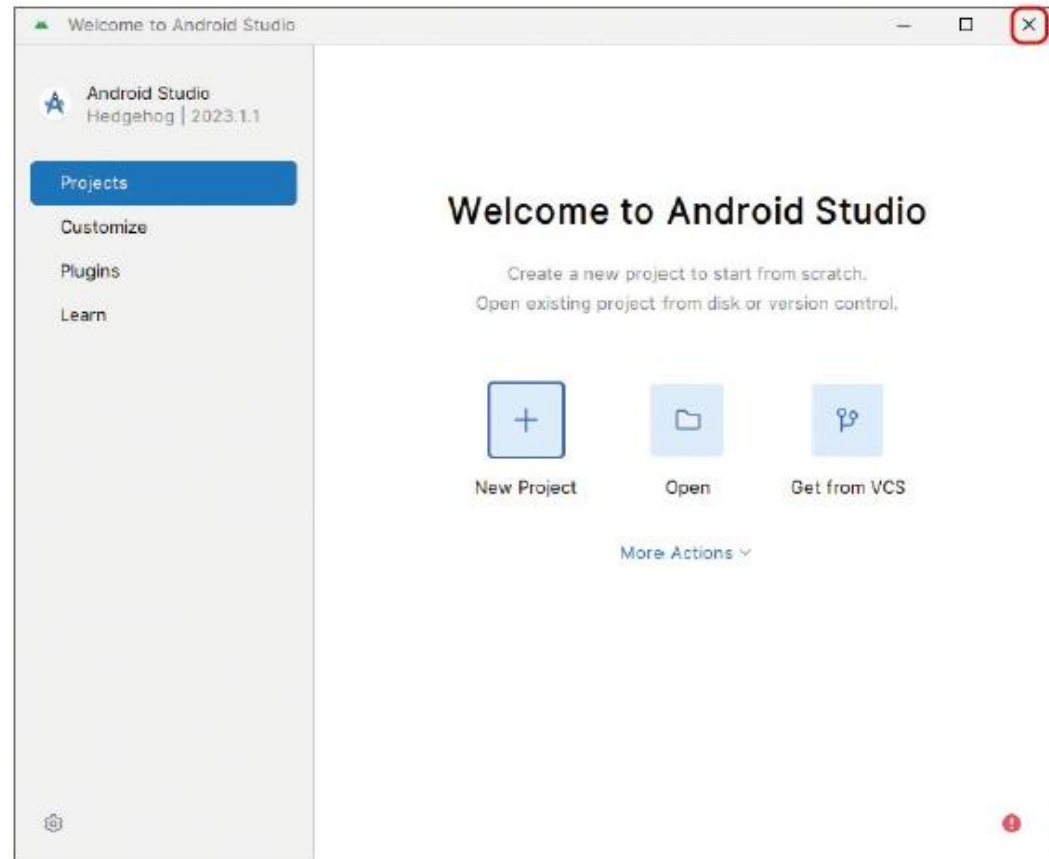 Welcome to Android Studio
Android Studio
Hedgehog | 2023.1.1
Projects
Customize
Plugins
Learn
Welcome to Android Studio
Create a new project to start from scratch.
Open existing project from disk or version control.
New Project
Open
Get from VCS
More Actions